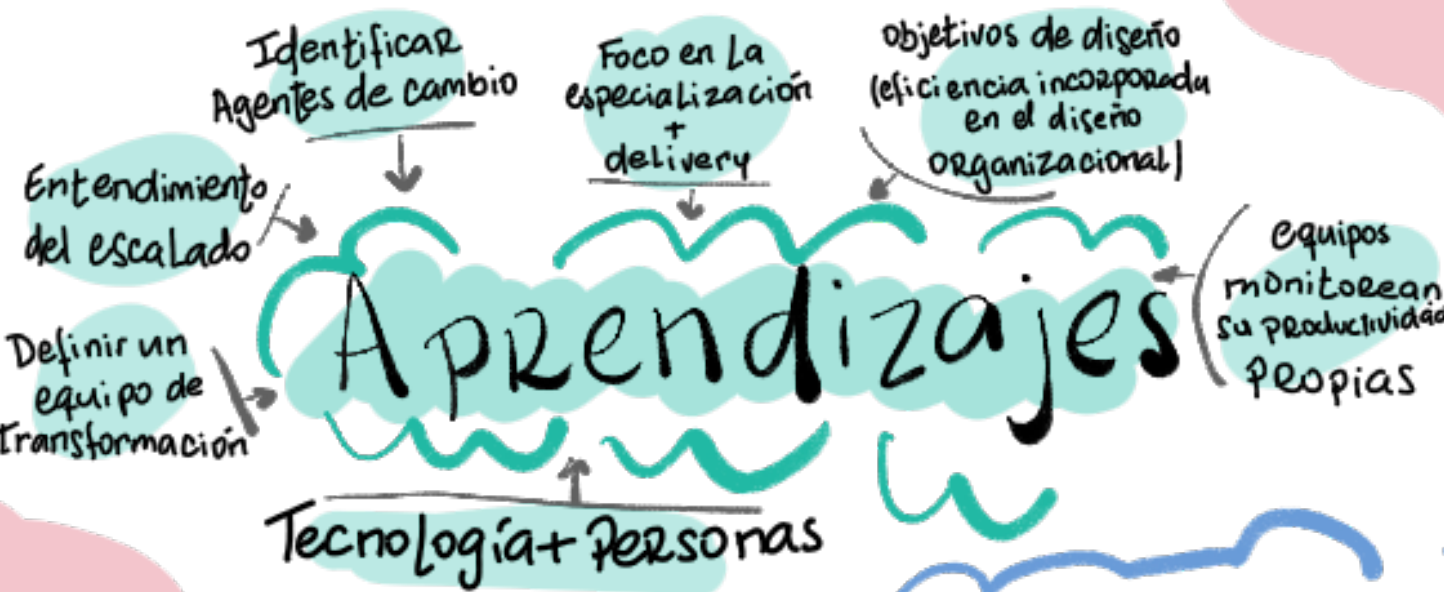 Identificar
Agentes de cambio
Foco en La
especialización
+
delivery
objetivos de diseño
(eficiencia incorporada
en el diseño
organizacional)
Entendimiento
del escalado
equipos
monitorean
su productividad
Propias
Definir un
equipo de
transformación
Aprendizajes
Tecnología + Personas